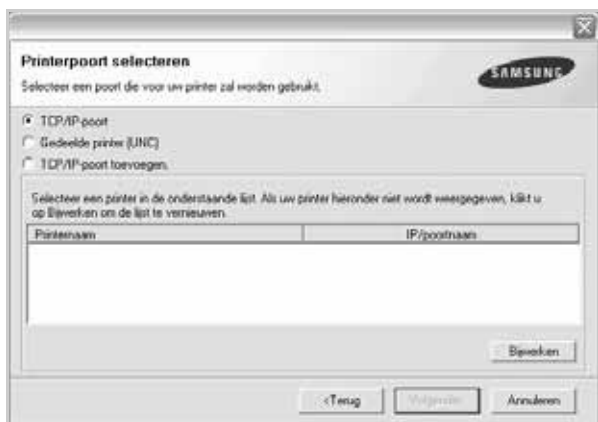 Printerpoort selecteren
SAMSUNG
Selecteer een poort die voor uw printer zal worden gebruikt.
TCP/IP-poort
Gedeelde printer (UNC)
TCP/IP-poort toevoegen.
Selecteer een printer in de onderstaande lijst. Als uw printer hieronder niet wordt weergegeven, klikt u
op Bijwerken om de lijst te vernieuwen.
Printernaam IP/poortnaam
Bijwerken
<Terug Volgende> Annuleren